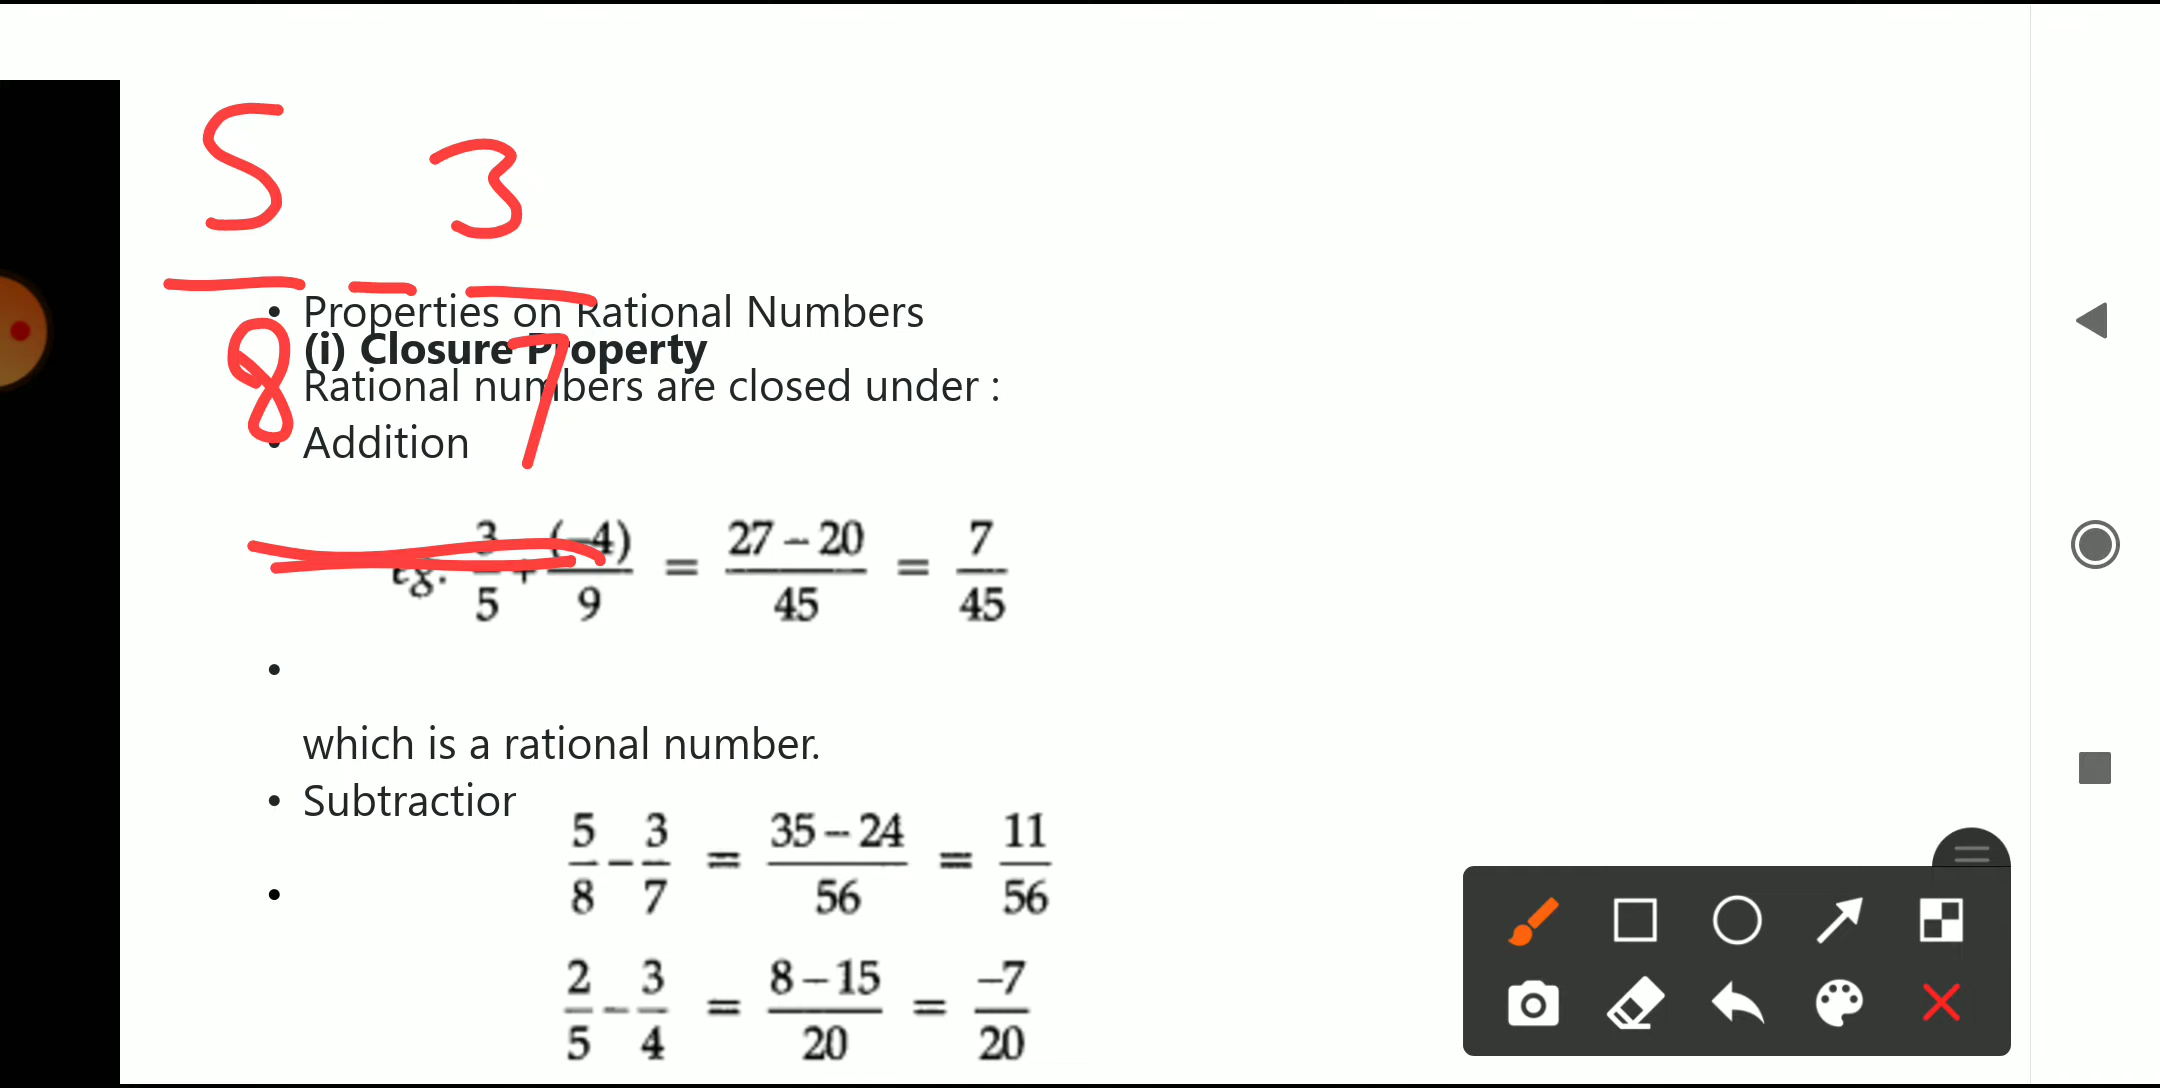 5/8 - 3/7
• Properties on Rational Numbers
(i) Closure Property
Rational numbers are closed under :
• Addition
eg. 3/5 + (-4)/9 = 27 - 20/45 = 7/45
•
which is a rational number.
• Subtractior
• 5/8 - 3/7 = 35 - 24/56 = 11/56
2/5 - 3/4 = 8 - 15/20 = -7/20